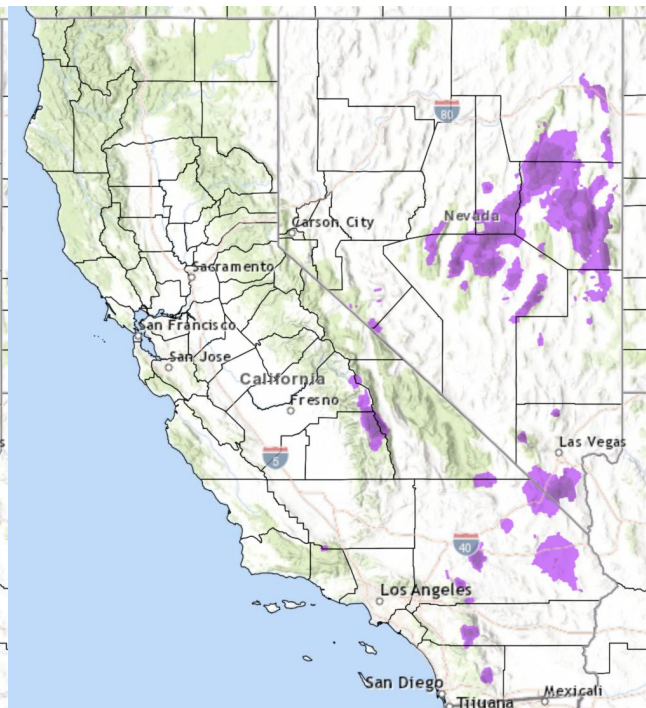 80
Nevada
Carson City
Sacramento
San Francisco
San Jose
California
Fresno
5
Las Vegas
40
Los Angeles
San Diego
Tijuana
Mexicali
s
s